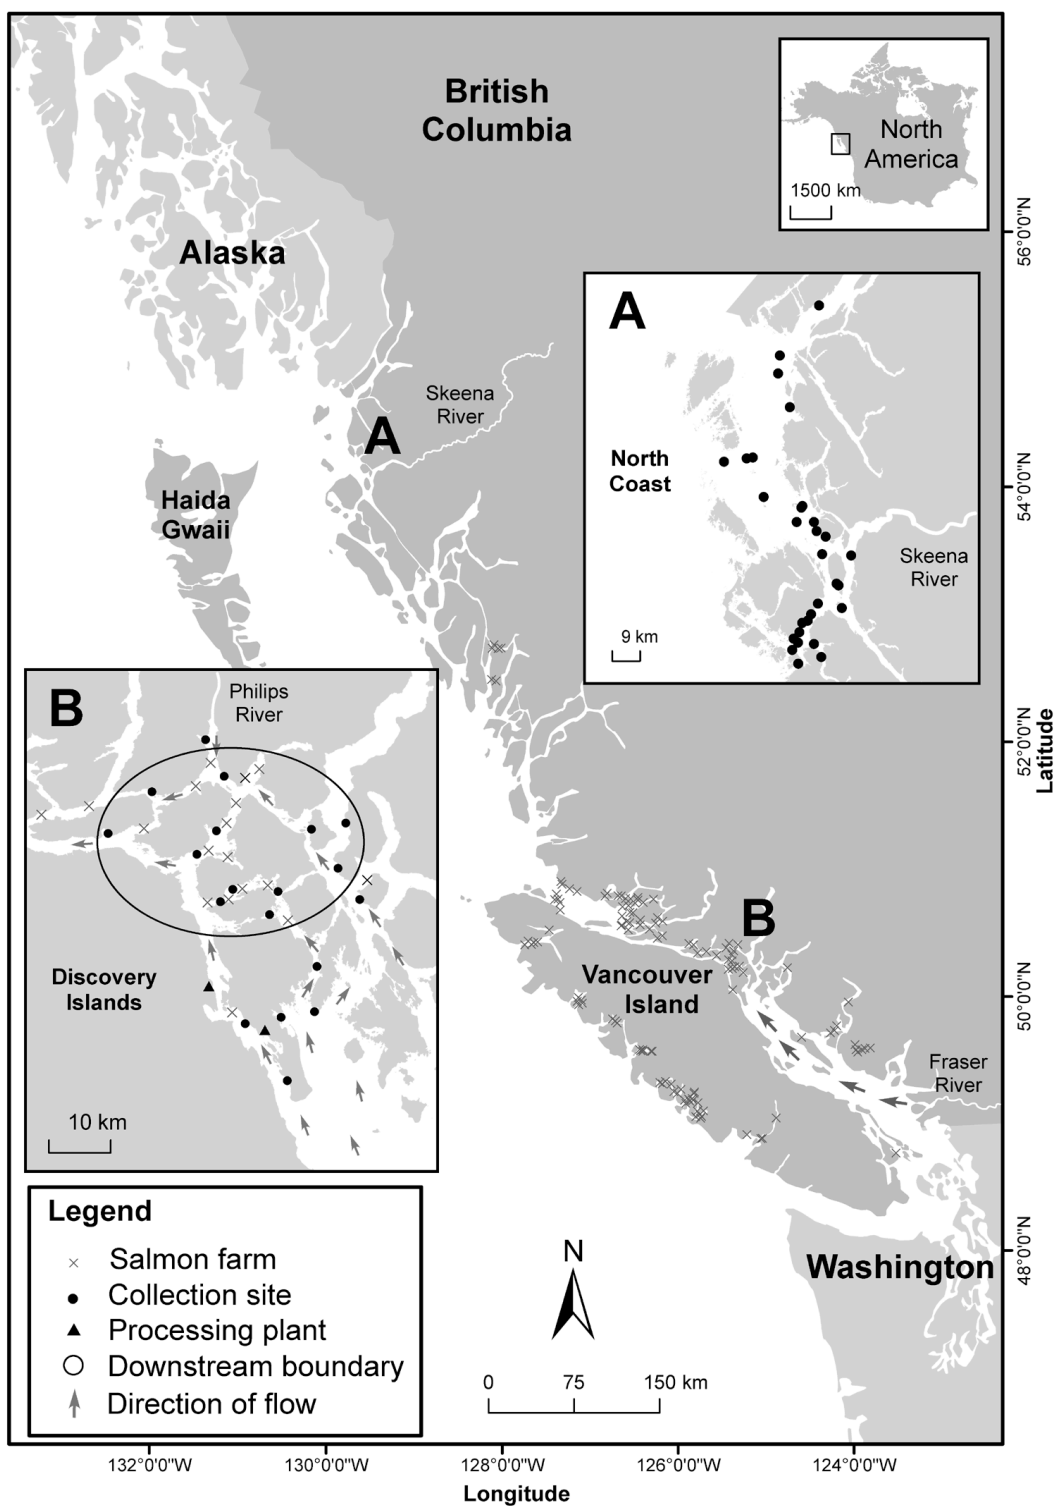 British
Columbia
North
America
1500 km
Alaska
A
Skeena
River
A
North
Coast
Skeena
River
9 km
Haida
Gwaii
B
Philips
River
Discovery
Islands
10 km
B
Vancouver
Island
Fraser
River
Washington
Legend
Salmon farm
Collection site
Processing plant
Downstream boundary
Direction of flow
N
0 75 150 km
56°0'0"N
54°0'0"N
52°0'0"N
50°0'0"N
48°0'0"N
Latitude
132°0'0"W 130°0'0"W 128°0'0"W 126°0'0"W 124°0'0"W
Longitude